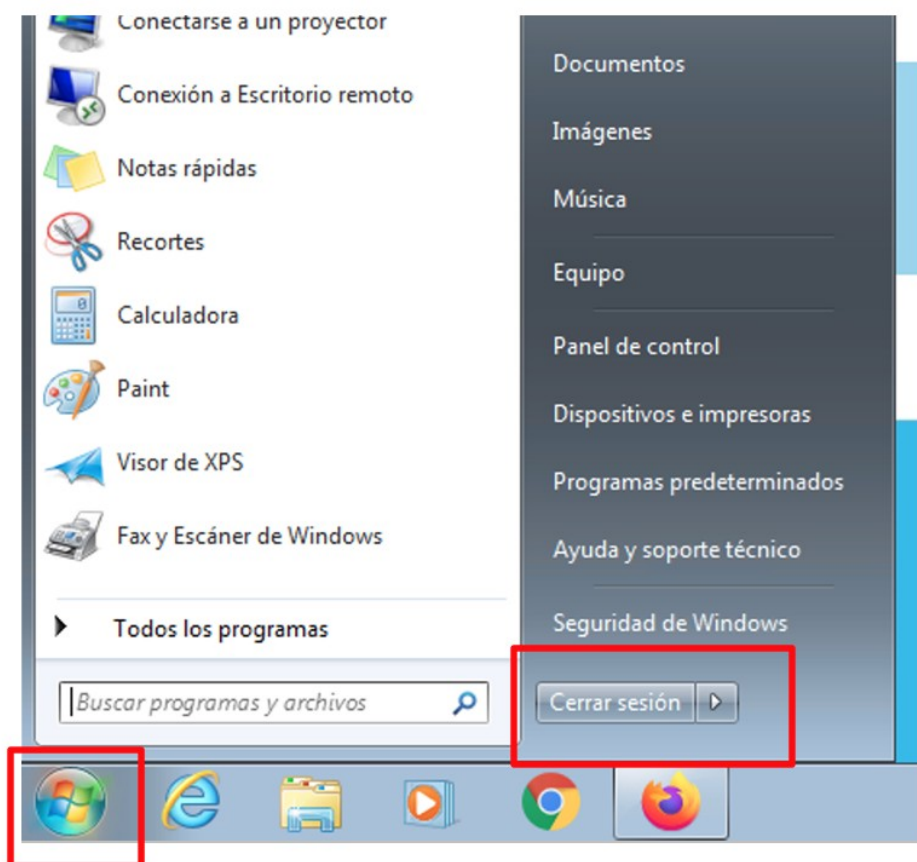 Conectarse a un proyector
Conexión a Escritorio remoto
Notas rápidas
Recortes
Calculadora
Paint
Visor de XPS
Fax y Escáner de Windows
Todos los programas
Buscar programas y archivos
Documentos
Imágenes
Música
Equipo
Panel de control
Dispositivos e impresoras
Programas predeterminados
Ayuda y soporte técnico
Seguridad de Windows
Cerrar sesión